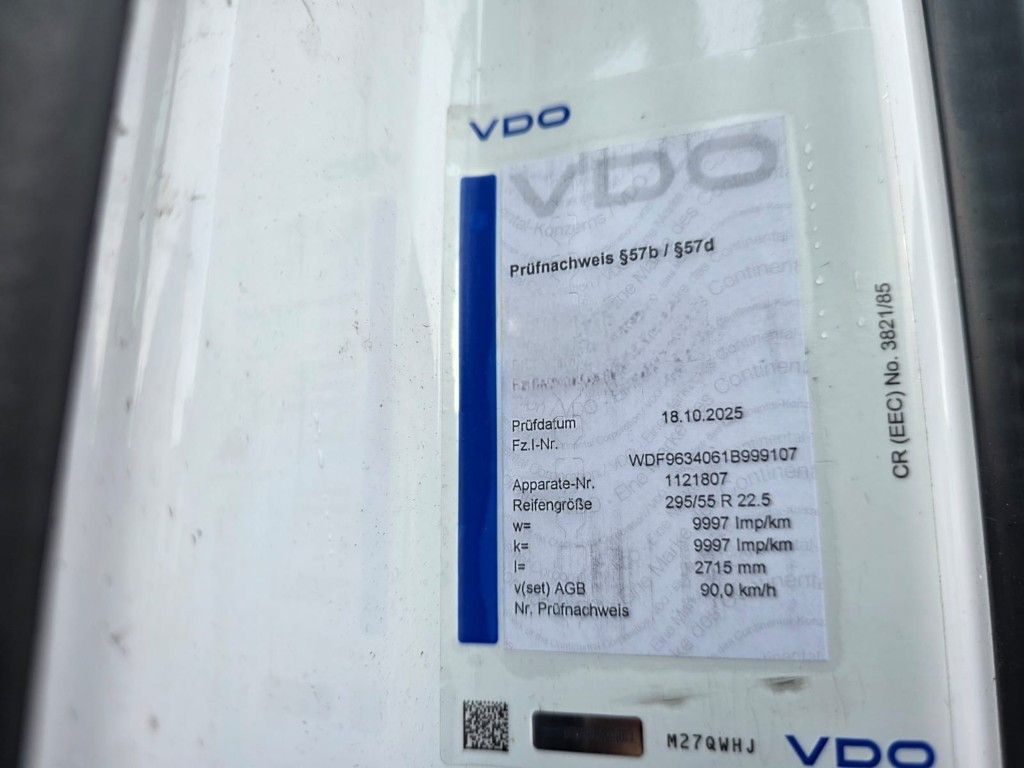 VDO
VDO
Prüfnachweis §57b / §57d
Prüfdatum 18.10.2025
Fz.I-Nr.
WDF9634061B999107
Apparate-Nr. 1121807
Reifengröße 295/55 R 22.5
w= 9997 Imp/km
k= 9997 Imp/km
l= 2715 mm
v(set) AGB 90,0 km/h
Nr. Prüfnachweis
CR (EEC) No. 3821/85
M27QWHJ
VDO